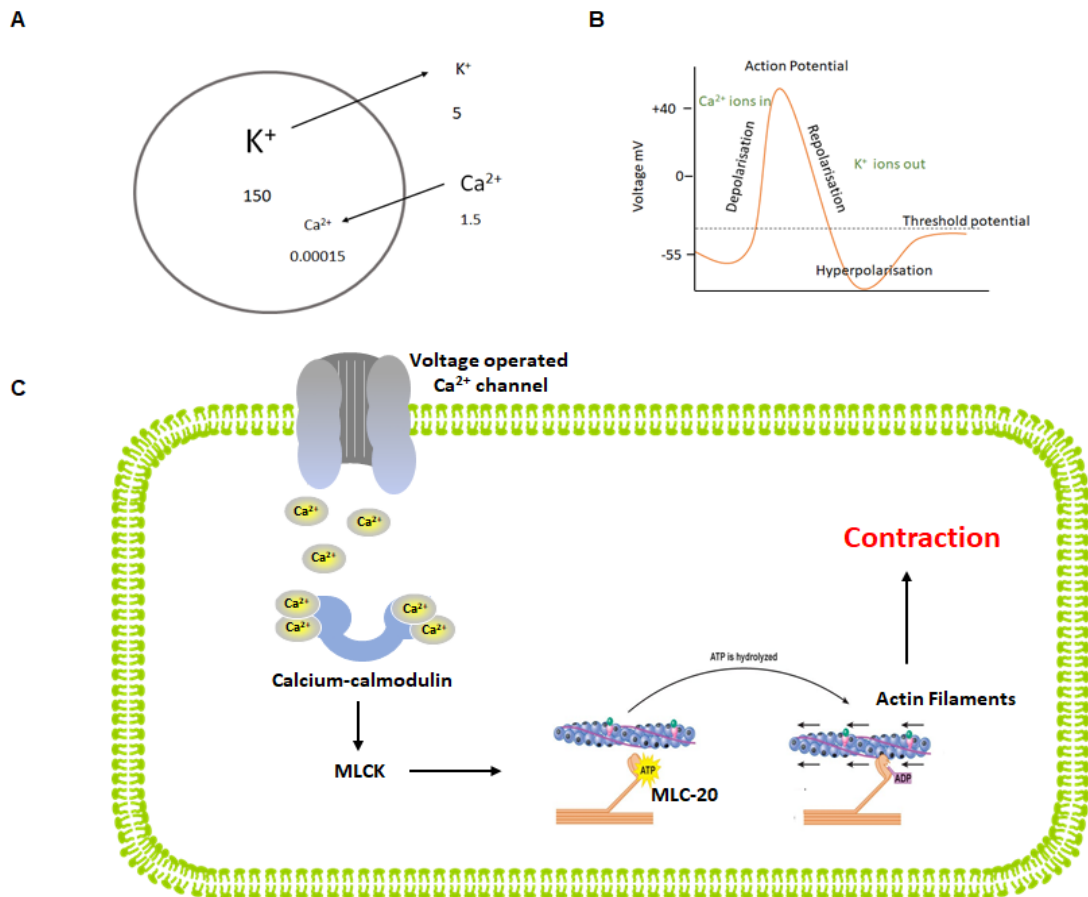 A
K⁺
5
K⁺
150
Ca²⁺
1.5
Ca²⁺
0.00015
B
Action Potential
Ca²⁺ ions in
+40
Depolarisation
Repolarisation
K⁺ ions out
Voltage mV
0
Threshold potential
-55
Hyperpolarisation
C
Voltage operated
Ca²⁺ channel
Ca²⁺
Ca²⁺
Ca²⁺
Ca²⁺
Ca²⁺
Ca²⁺
Ca²⁺
Calcium-calmodulin
MLCK
ATP is hydrolyzed
ATP
MLC-20
Actin Filaments
ADP
Contraction